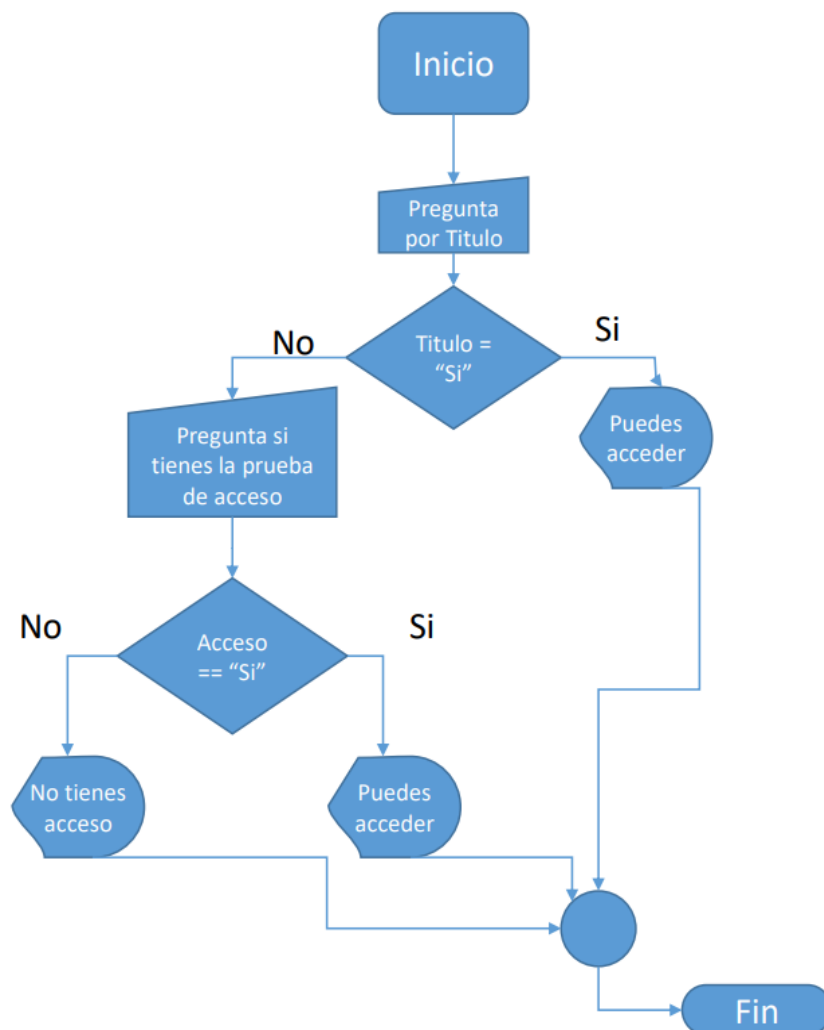 Inicio
Pregunta
por Titulo
No
Titulo =
“Si”
Si
Pregunta si
tienes la prueba
de acceso
Puedes
acceder
No
Acceso
== “Si”
Si
No tienes
acceso
Puedes
acceder
Fin